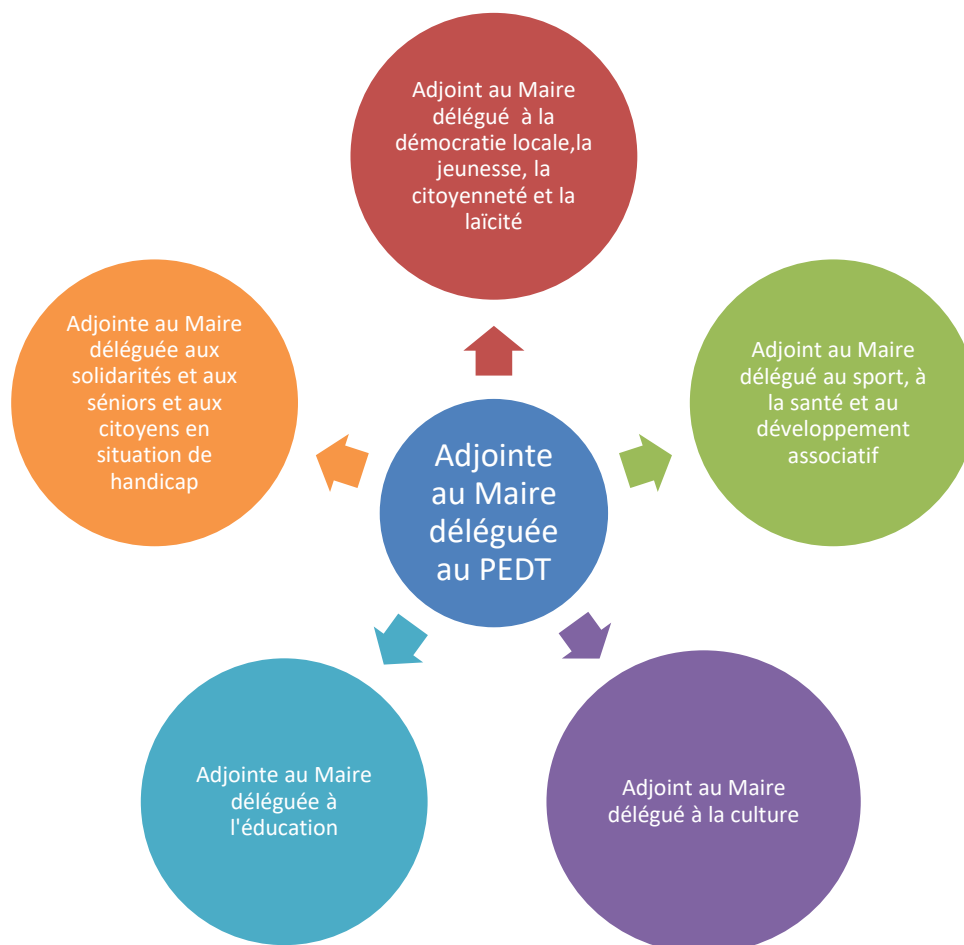 Adjoint au Maire
délégué  à la
démocratie locale,la
jeunesse, la
citoyenneté et la
laïcité
Adjointe au Maire
déléguée aux
solidarités et aux
séniors et aux
citoyens en
situation de
handicap
Adjoint au Maire
délégué au sport, à
la santé et au
développement
associatif
Adjointe
au Maire
déléguée
au PEDT
Adjointe au Maire
déléguée à
l'éducation
Adjoint au Maire
délégué à la culture